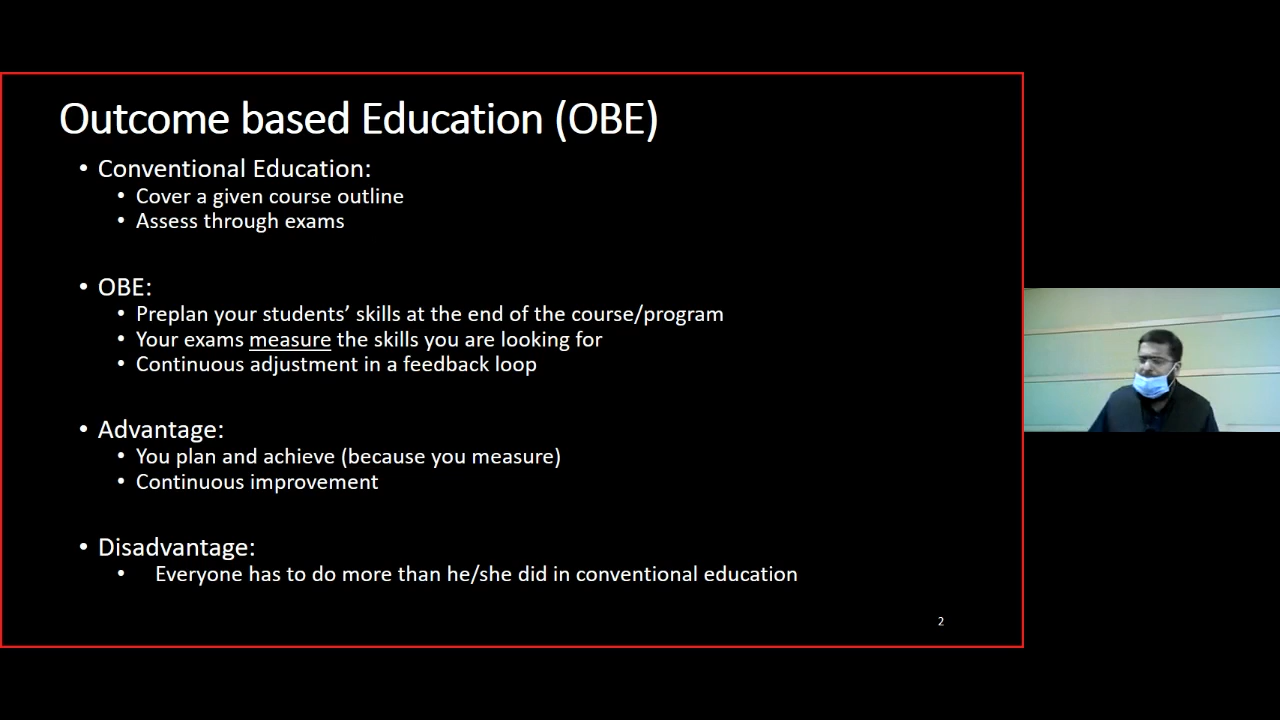 Outcome based Education (OBE)
• Conventional Education:
• Cover a given course outline
• Assess through exams
• OBE:
• Preplan your students’ skills at the end of the course/program
• Your exams measure the skills you are looking for
• Continuous adjustment in a feedback loop
• Advantage:
• You plan and achieve (because you measure)
• Continuous improvement
• Disadvantage:
• Everyone has to do more than he/she did in conventional education
2